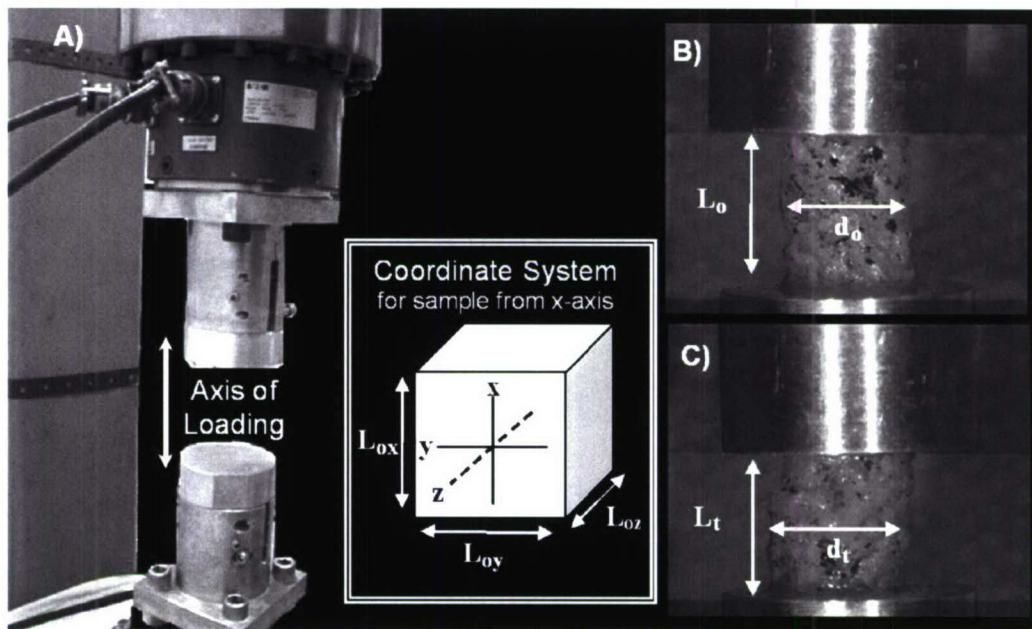 A)
Axis of
Loading
Coordinate System
for sample from x-axis
x
y
z
Lox
Loy
Loz
B)
Lo
do
C)
Lt
dt